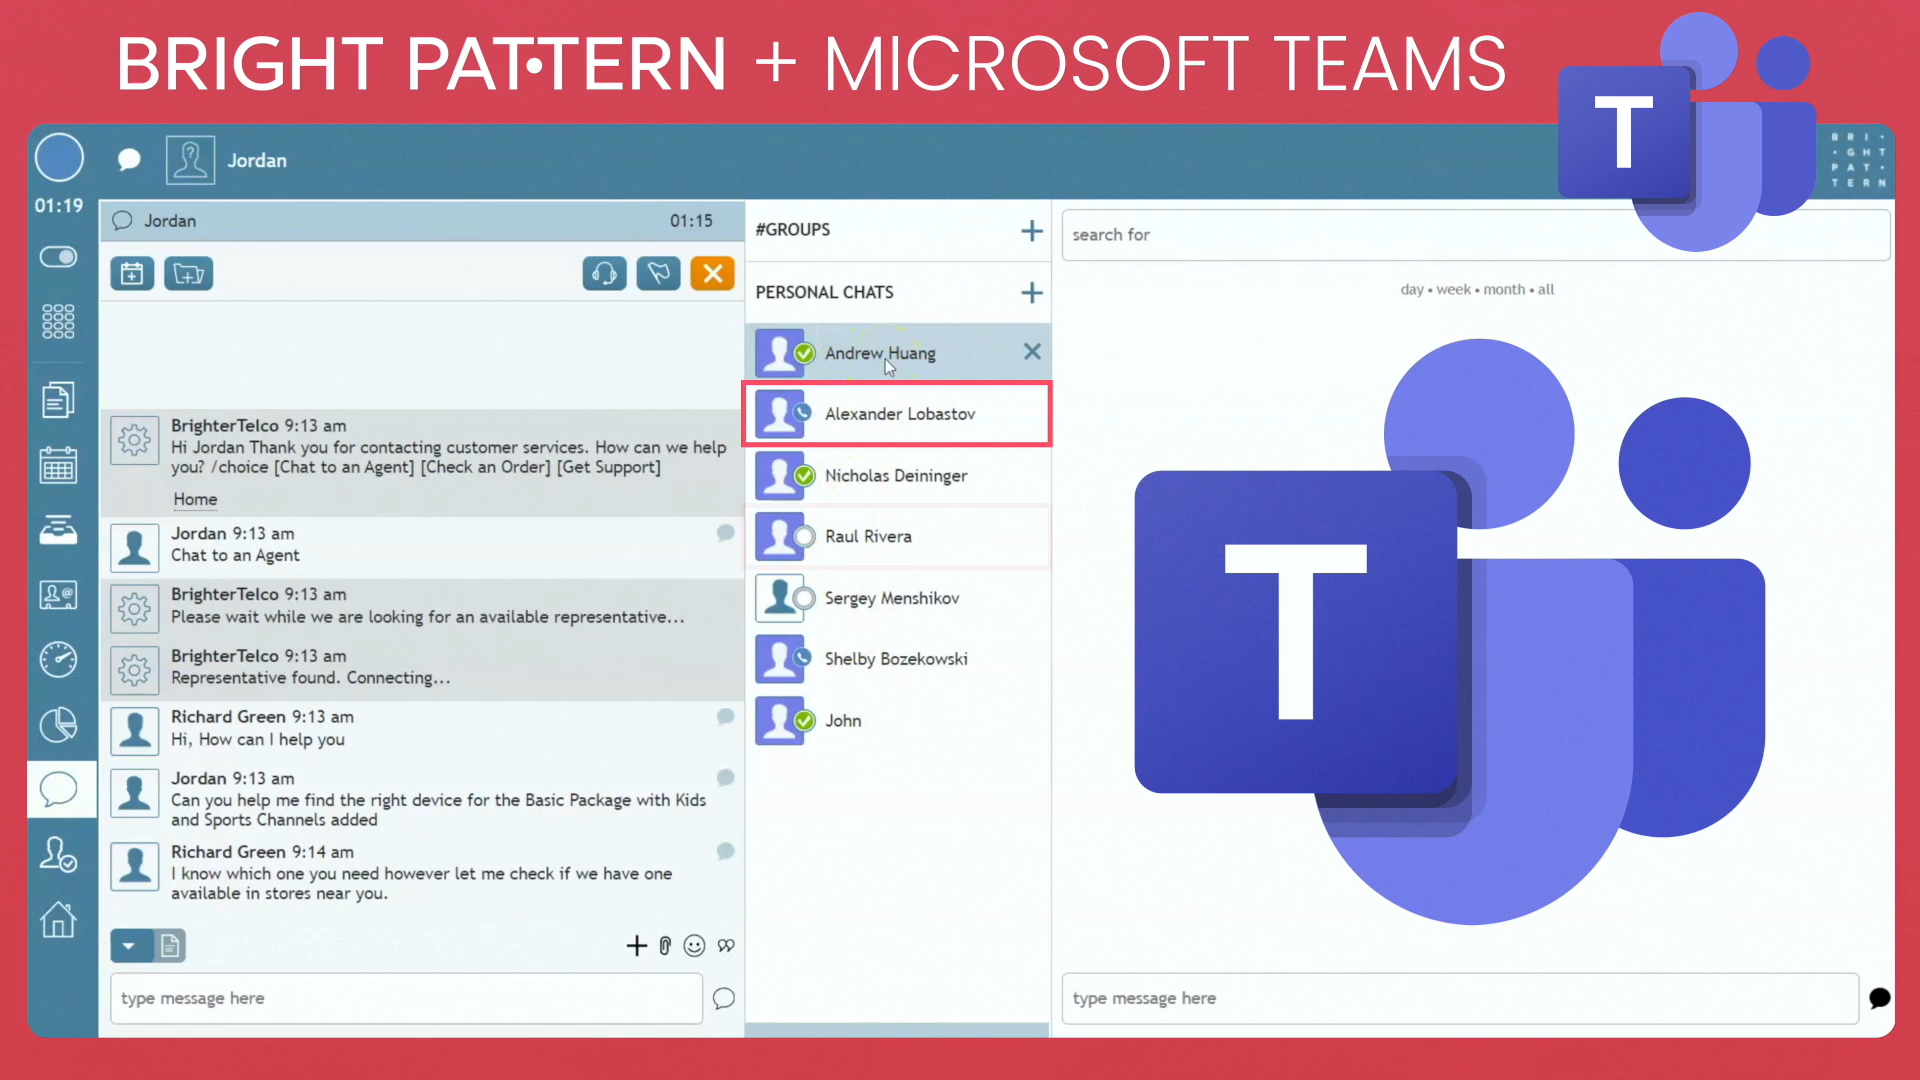 BRIGHT PATTERN + MICROSOFT TEAMS
T
B R I •
• G H T
P A T •
T E R N
Jordan
01:19
Jordan
01:15
BrighterTelco 9:13 am
Hi Jordan Thank you for contacting customer services. How can we help
you? /choice [Chat to an Agent] [Check an Order] [Get Support]
Home
Jordan 9:13 am
Chat to an Agent
BrighterTelco 9:13 am
Please wait while we are looking for an available representative...
BrighterTelco 9:13 am
Representative found. Connecting...
Richard Green 9:13 am
Hi, How can I help you
Jordan 9:13 am
Can you help me find the right device for the Basic Package with Kids
and Sports Channels added
Richard Green 9:14 am
I know which one you need however let me check if we have one
available in stores near you.
type message here
#GROUPS
PERSONAL CHATS
Andrew Huang
Alexander Lobastov
Nicholas Deininger
Raul Rivera
Sergey Menshikov
Shelby Bozekowski
John
search for
day • week • month • all
T
type message here